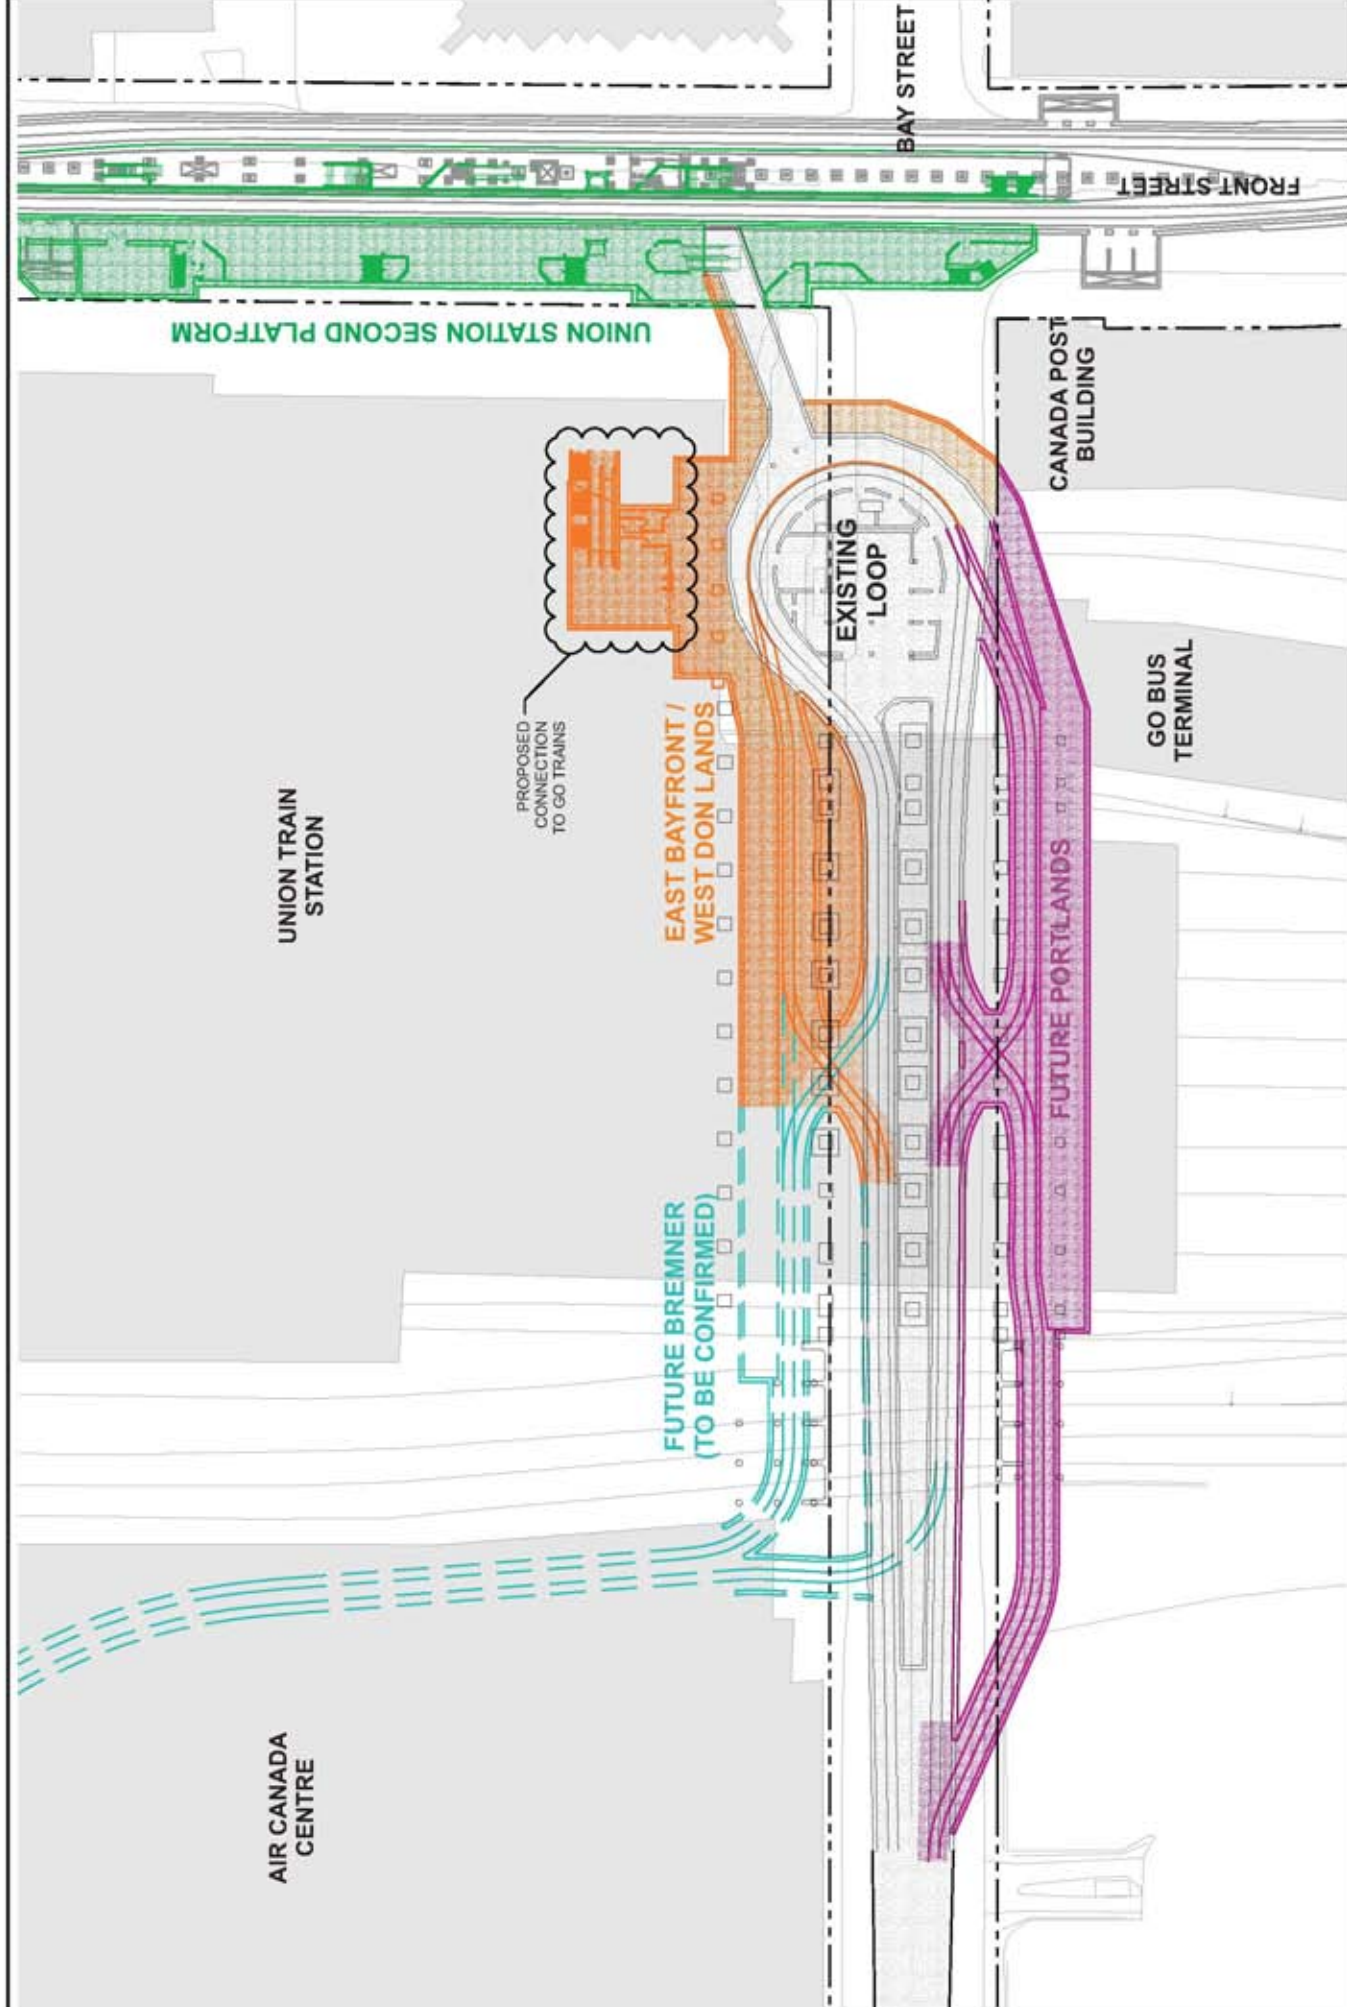 BAY STREET
FRONT STREET
UNION STATION SECOND PLATFORM
CANADA POST
BUILDING
EXISTING
LOOP
GO BUS
TERMINAL
PROPOSED
CONNECTION
TO GO TRAINS
EAST BAYFRONT /
WEST DON LANDS
UNION TRAIN
STATION
FUTURE PORTLANDS
FUTURE BREMNER
(TO BE CONFIRMED)
AIR CANADA
CENTRE